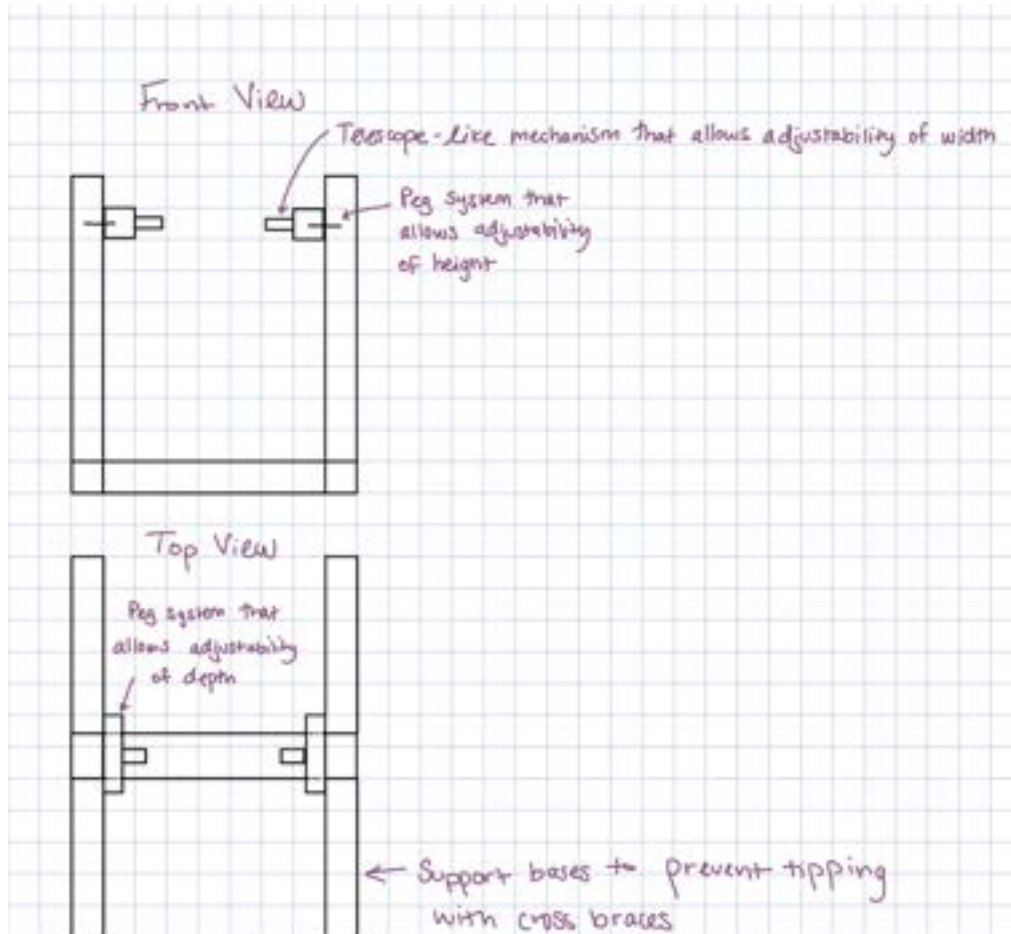 Front View
Telescope-like mechanism that allows adjustability of width
Peg system that
allows adjustability
of height
Top View
Peg system that
allows adjustability
of depth
Support bases to prevent tipping
with cross braces